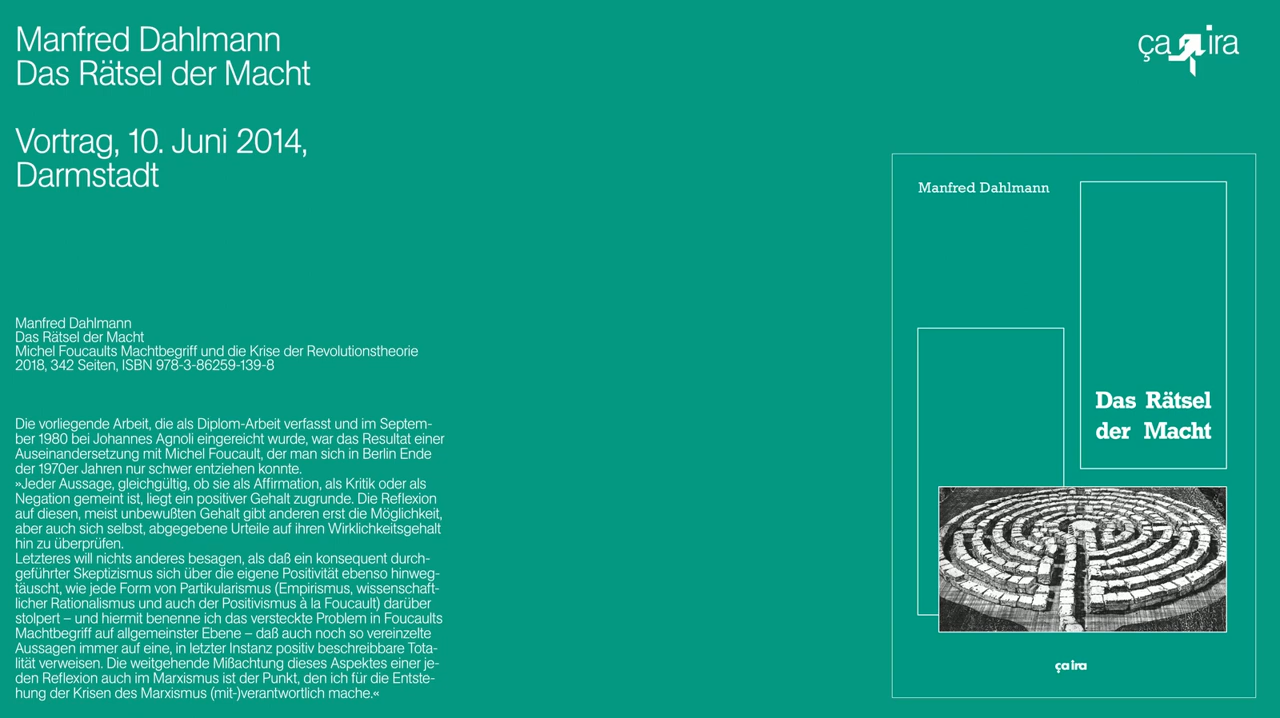 Manfred Dahlmann
Das Rätsel der Macht
Vortrag, 10. Juni 2014,
Darmstadt
Manfred Dahlmann
Das Rätsel der Macht
Michel Foucaults Machtbegriff und die Krise der Revolutionstheorie
2018, 342 Seiten, ISBN 978-3-86259-139-8
Die vorliegende Arbeit, die als Diplom-Arbeit verfasst und im Septem-
ber 1980 bei Johannes Agnoli eingereicht wurde, war das Resultat einer
Auseinandersetzung mit Michel Foucault, der man sich in Berlin Ende
der 1970er Jahren nur schwer entziehen konnte.
»Jeder Aussage, gleichgültig, ob sie als Affirmation, als Kritik oder als
Negation gemeint ist, liegt ein positiver Gehalt zugrunde. Die Reflexion
auf diesen, meist unbewußten Gehalt gibt anderen erst die Möglichkeit,
aber auch sich selbst, abgegebene Urteile auf ihren Wirklichkeitsgehalt
hin zu überprüfen.
Letzteres will nichts anderes besagen, als daß ein konsequent durch-
geführter Skeptizismus sich über die eigene Positivität ebenso hinweg-
täuscht, wie jede Form von Partikularismus (Empirismus, wissenschaft-
licher Rationalismus und auch der Positivismus à la Foucault) darüber
stolpert – und hiermit benenne ich das versteckte Problem in Foucaults
Machtbegriff auf allgemeinster Ebene – daß auch noch so vereinzelte
Aussagen immer auf eine, in letzter Instanz positiv beschreibbare Tota-
lität verweisen. Die weitgehende Mißachtung dieses Aspektes einer je-
den Reflexion auch im Marxismus ist der Punkt, den ich für die Entste-
hung der Krisen des Marxismus (mit-)verantwortlich mache.«
ça ira
Manfred Dahlmann
Das Rätsel
der Macht
ça ira